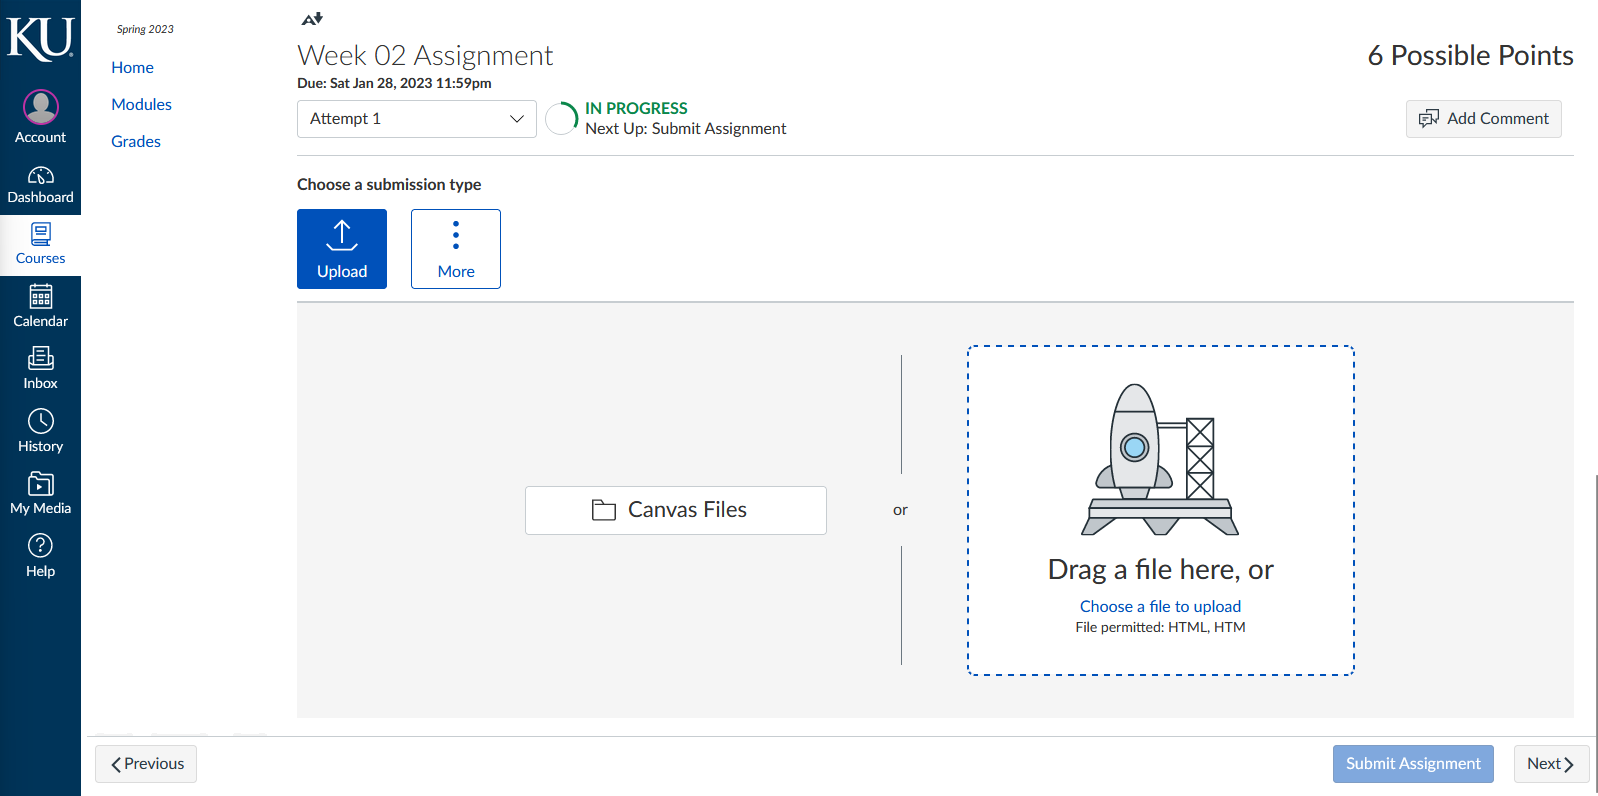 KU
Account
Dashboard
Courses
Calendar
Inbox
History
My Media
Help
Spring 2023
Home
Modules
Grades
Week 02 Assignment
6 Possible Points
Due: Sat Jan 28, 2023 11:59pm
Attempt 1
IN PROGRESS
Next Up: Submit Assignment
Add Comment
Choose a submission type
Upload
More
Canvas Files
or
Drag a file here, or
Choose a file to upload
File permitted: HTML, HTM
Previous
Submit Assignment
Next